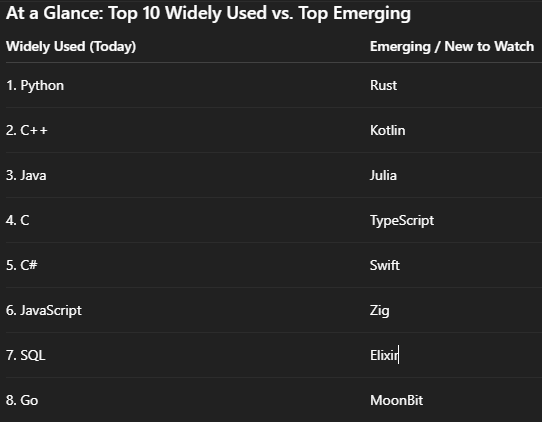 At a Glance: Top 10 Widely Used vs. Top Emerging
Widely Used (Today) Emerging / New to Watch
1. Python Rust
2. C++ Kotlin
3. Java Julia
4. C TypeScript
5. C# Swift
6. JavaScript Zig
7. SQL Elixir
8. Go MoonBit